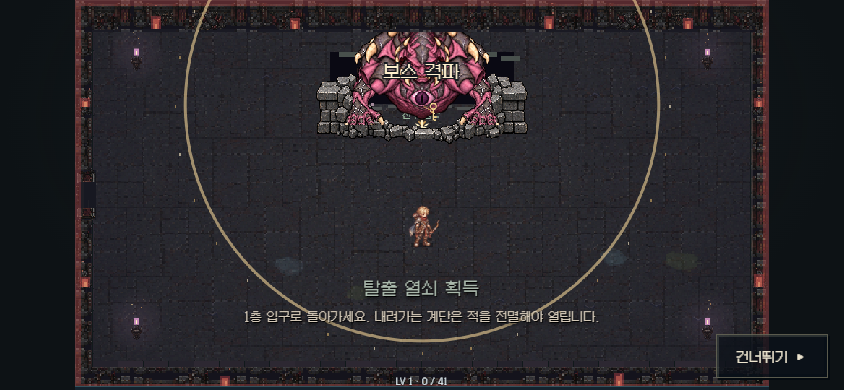 보스 격파
탈출 열쇠 획득
1층 입구로 돌아가세요. 내려가는 계단은 적을 전멸해야 열립니다.
건너뛰기 ▶
LV 1 · 0 / 41